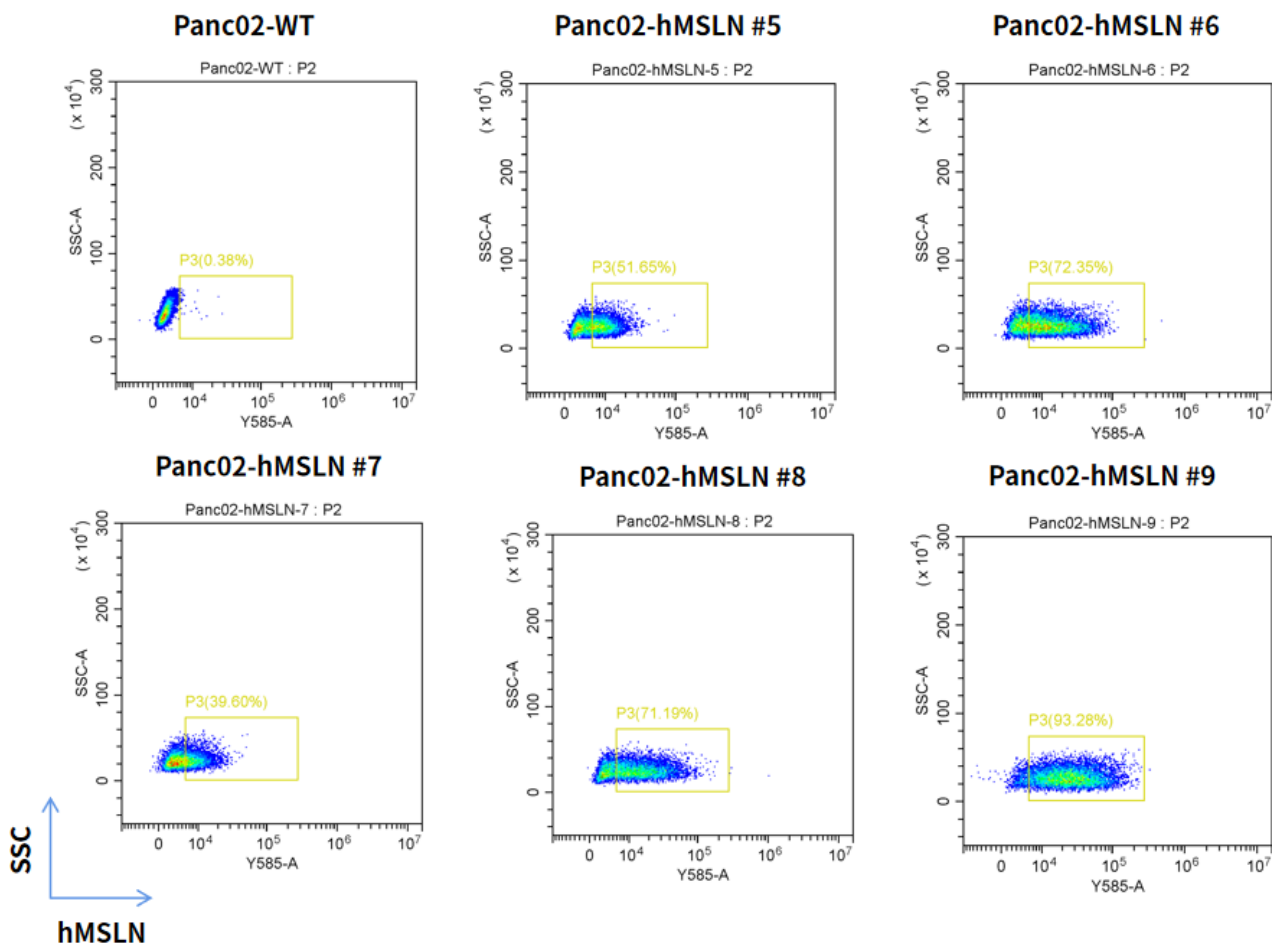 Panc02-WT
Panc02-WT : P2
(x 10⁴)
300
200
100
0
SSC-A
P3(0.38%)
0 10⁴ 10⁵ 10⁶ 10⁷
Y585-A
Panc02-hMSLN #5
Panc02-hMSLN-5 : P2
(x 10⁴)
300
200
100
0
SSC-A
P3(51.65%)
0 10⁴ 10⁵ 10⁶ 10⁷
Y585-A
Panc02-hMSLN #6
Panc02-hMSLN-6 : P2
(x 10⁴)
300
200
100
0
SSC-A
P3(72.35%)
0 10⁴ 10⁵ 10⁶ 10⁷
Y585-A
Panc02-hMSLN #7
Panc02-hMSLN-7 : P2
(x 10⁴)
300
200
100
0
SSC-A
P3(39.60%)
0 10⁴ 10⁵ 10⁶ 10⁷
Y585-A
Panc02-hMSLN #8
Panc02-hMSLN-8 : P2
(x 10⁴)
300
200
100
0
SSC-A
P3(71.19%)
0 10⁴ 10⁵ 10⁶ 10⁷
Y585-A
Panc02-hMSLN #9
Panc02-hMSLN-9 : P2
(x 10⁴)
300
200
100
0
SSC-A
P3(93.28%)
0 10⁴ 10⁵ 10⁶ 10⁷
Y585-A
SSC
hMSLN